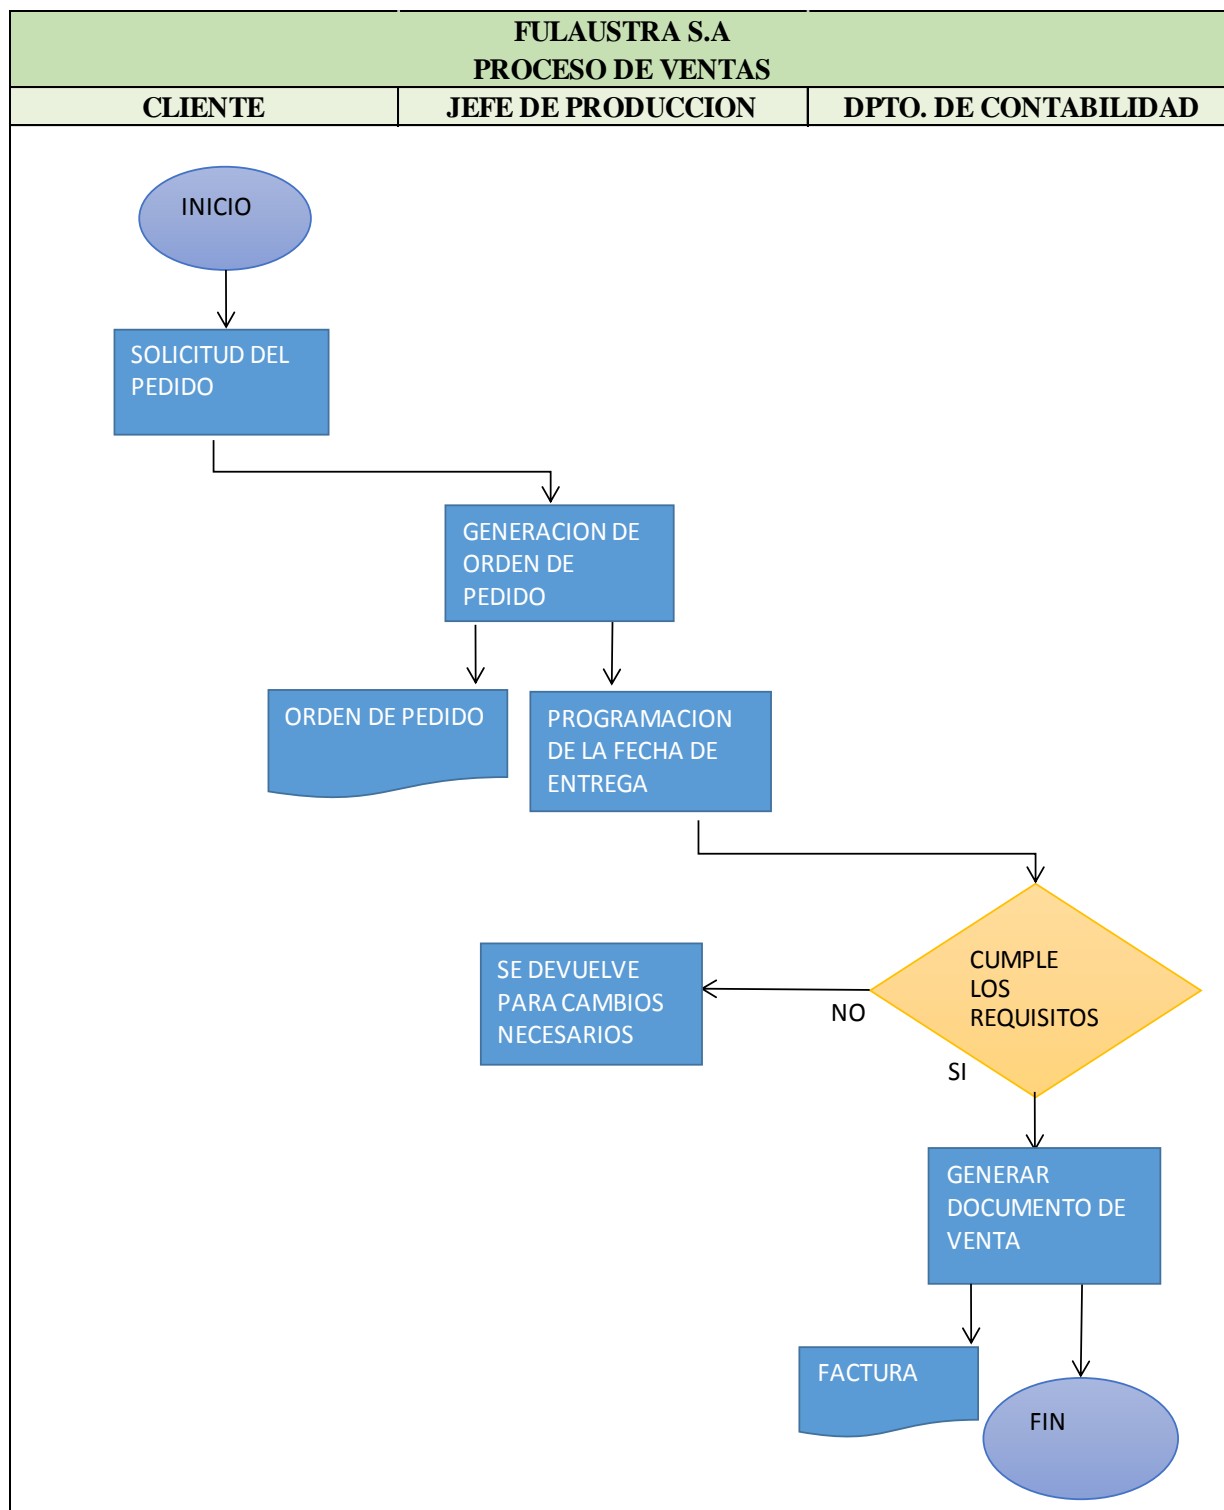 FULAUSTRA S.A
PROCESO DE VENTAS
CLIENTE
JEFE DE PRODUCCION
DPTO. DE CONTABILIDAD
INICIO
SOLICITUD DEL
PEDIDO
GENERACION DE
ORDEN DE
PEDIDO
ORDEN DE PEDIDO
PROGRAMACION
DE LA FECHA DE
ENTREGA
CUMPLE
LOS
REQUISITOS
NO
SE DEVUELVE
PARA CAMBIOS
NECESARIOS
SI
GENERAR
DOCUMENTO DE
VENTA
FACTURA
FIN